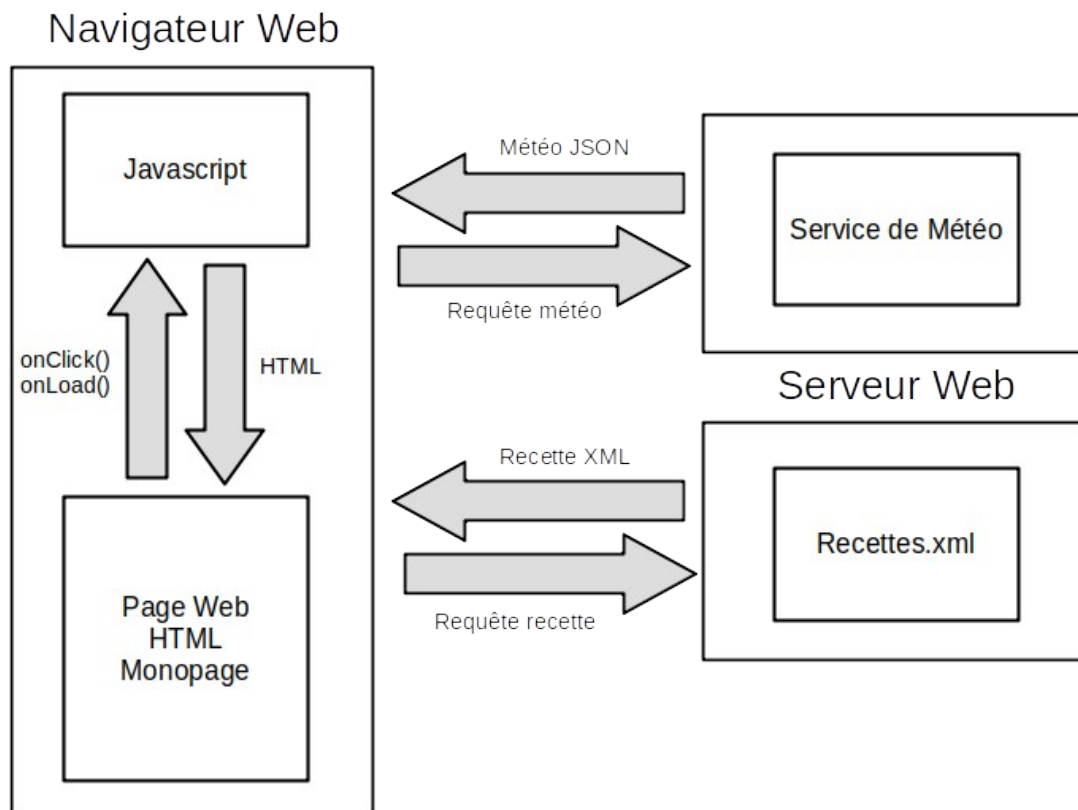 Navigateur Web
Javascript
onClick()
onLoad()
HTML
Page Web
HTML
Monopage
Météo JSON
Requête météo
Service de Météo
Serveur Web
Recette XML
Requête recette
Recettes.xml